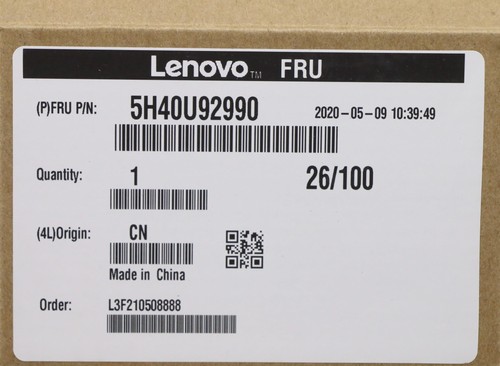 Lenovo™ FRU
(P)FRU P/N: 5H40U92990 2020-05-09 10:39:49
Quantity: 1 26/100
(4L)Origin: CN
Made in China
Order: L3F210508888